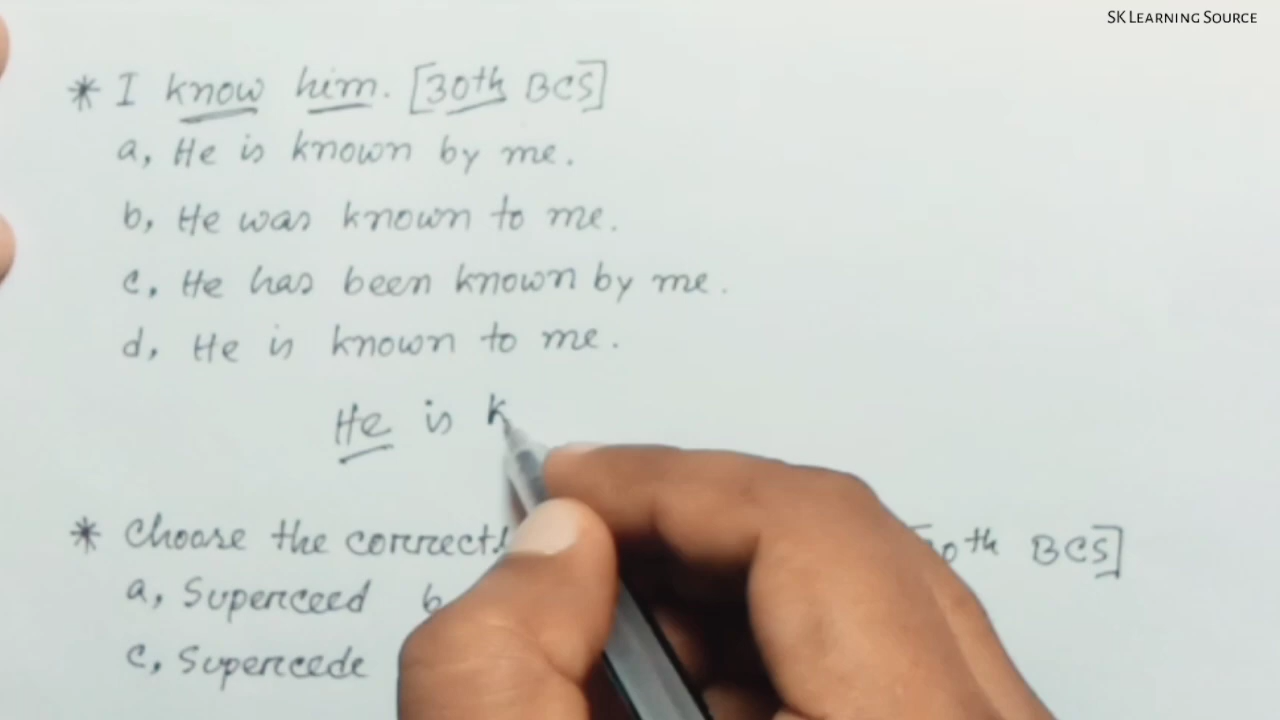 SK LEARNING SOURCE
* I know him. [30th BCS]
a, He is known by me.
b, He was known to me.
c, He has been known by me.
d, He is known to me.
He is k
* Choose the correct BCS]
a, Superceed b
c, Supercede